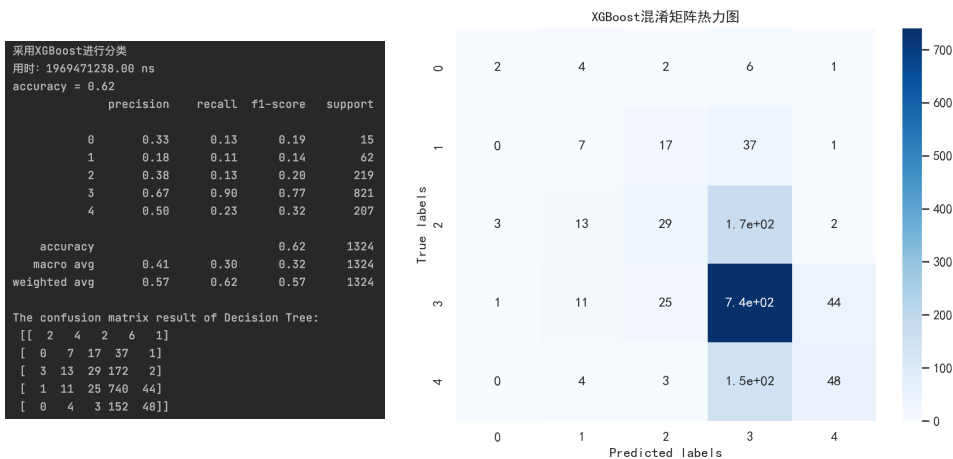 采用XGBoost进行分类
用时: 1969471238.00 ns
accuracy = 0.62
precision recall f1-score support
0 0.33 0.13 0.19 15
1 0.18 0.11 0.14 62
2 0.38 0.13 0.20 219
3 0.67 0.90 0.77 821
4 0.50 0.23 0.32 207
accuracy 0.62 1324
macro avg 0.41 0.30 0.32 1324
weighted avg 0.57 0.62 0.57 1324
The confusion matrix result of Decision Tree:
[[ 2 4 2 6 1]
[ 0 7 17 37 1]
[ 3 13 29 172 2]
[ 1 11 25 740 44]
[ 0 4 3 152 48]]
XGBoost混淆矩阵热力图
True labels
0 2 4 2 6 1
1 0 7 17 37 1
2 3 13 29 1.7e+02 2
3 1 11 25 7.4e+02 44
4 0 4 3 1.5e+02 48
0 1 2 3 4
Predicted labels
700
600
500
400
300
200
100
0